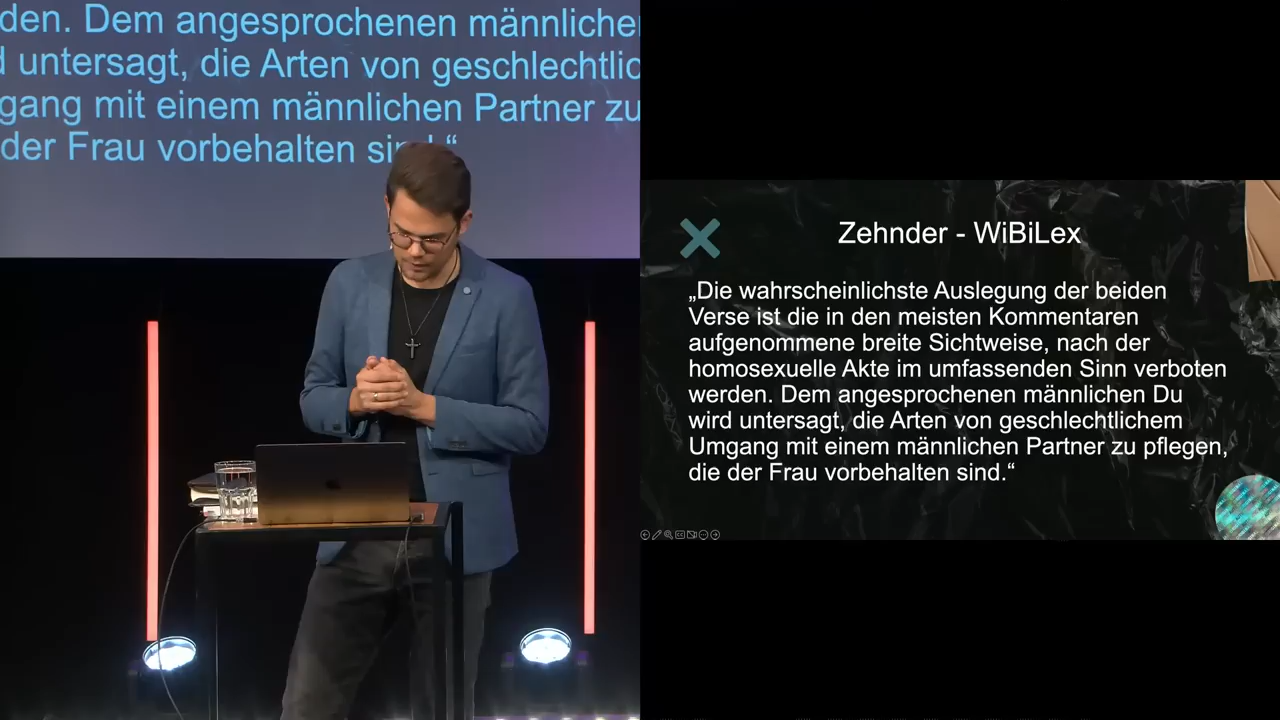 den. Dem angesprochenen männlichen
untersagt, die Arten von geschlechtlic
gang mit einem männlichen Partner zu
der Frau vorbehalten sind.“
Zehnder - WiBiLex
„Die wahrscheinlichste Auslegung der beiden
Verse ist die in den meisten Kommentaren
aufgenommene breite Sichtweise, nach der
homosexuelle Akte im umfassenden Sinn verboten
werden. Dem angesprochenen männlichen Du
wird untersagt, die Arten von geschlechtlichem
Umgang mit einem männlichen Partner zu pflegen,
die der Frau vorbehalten sind.“